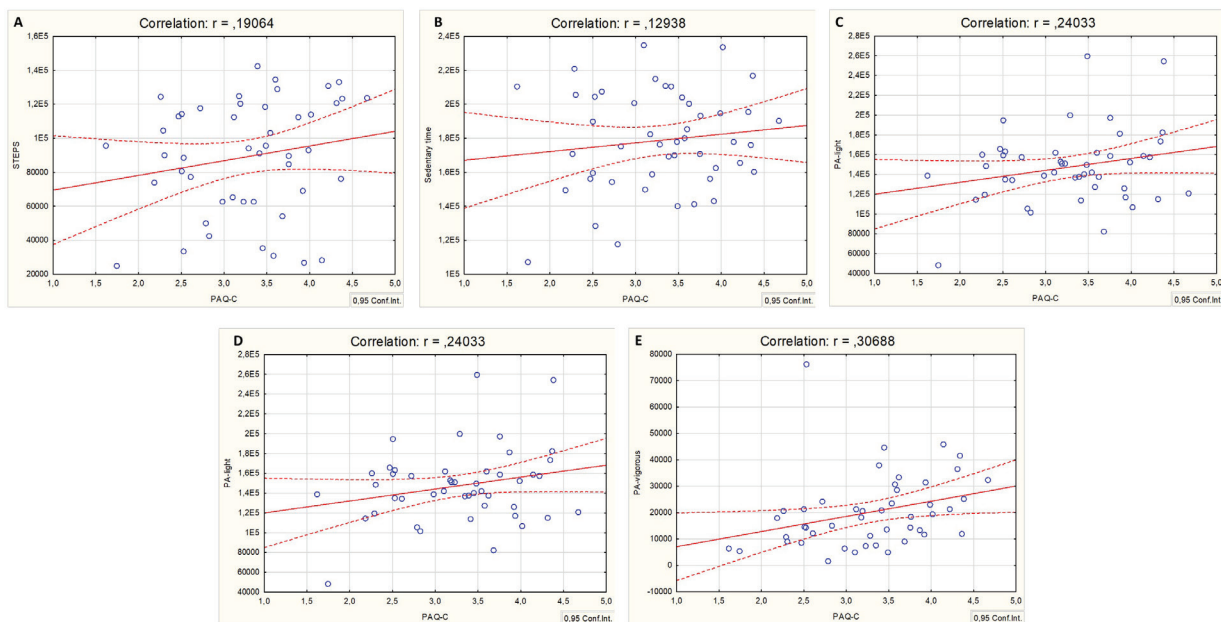 A
Correlation: r = ,19064
1,6E5
1,4E5
1,2E5
1E5
80000
60000
40000
20000
STEPS
1,0 1,5 2,0 2,5 3,0 3,5 4,0 4,5 5,0
PAQ-C
0,95 Conf.Int.
B
Correlation: r = ,12938
2,4E5
2,2E5
2E5
1,8E5
1,6E5
1,4E5
1,2E5
1E5
Sedentary time
1,0 1,5 2,0 2,5 3,0 3,5 4,0 4,5 5,0
PAQ-C
0,95 Conf.Int.
C
Correlation: r = ,24033
2,8E5
2,6E5
2,4E5
2,2E5
2E5
1,8E5
1,6E5
1,4E5
1,2E5
1E5
80000
60000
40000
PA-light
1,0 1,5 2,0 2,5 3,0 3,5 4,0 4,5 5,0
PAQ-C
0,95 Conf.Int.
D
Correlation: r = ,24033
2,8E5
2,6E5
2,4E5
2,2E5
2E5
1,8E5
1,6E5
1,4E5
1,2E5
1E5
80000
60000
40000
PA-light
1,0 1,5 2,0 2,5 3,0 3,5 4,0 4,5 5,0
PAQ-C
0,95 Conf.Int.
E
Correlation: r = ,30688
80000
70000
60000
50000
40000
30000
20000
10000
0
-10000
PA-vigorous
1,0 1,5 2,0 2,5 3,0 3,5 4,0 4,5 5,0
PAQ-C
0,95 Conf.Int.